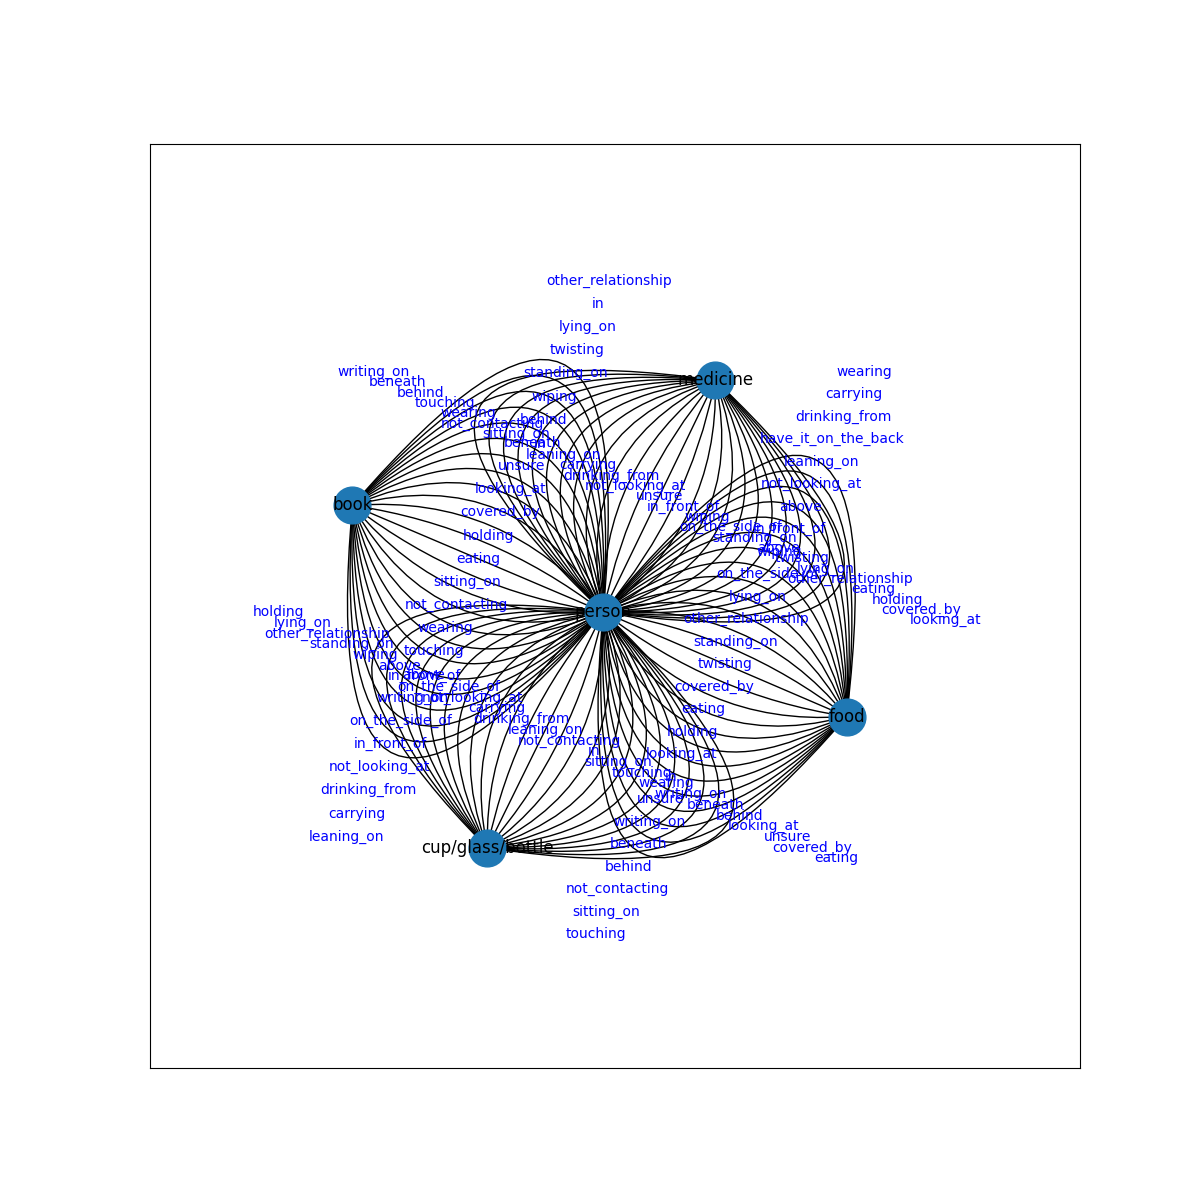 other_relationship
in
lying_on
twisting
writing_on
standing_on
wearing
beneath
medicine
behind
carrying
touching
wiping
wearing
drinking_from
behind
not_contacting
sitting_on
have_it_on_the_back
beneath
leaning_on
leaning_on
unsure
carrying
drinking_from
not_looking_at
looking_at
not_looking_at
unsure
book
in_front_of
above
covered_by
wiping
on_the_side_of
in_front_of
holding
standing_on
above
wiping
eating
twisting
lying_on
on_the_side_of
other_relationship
sitting_on
eating
lying_on
holding
not_contacting
covered_by
holding
perso
other_relationship
looking_at
lying_on
wearing
other_relationship
standing_on
standing_on
touching
wiping
twisting
above
in_front_of
above
on_the_side_of
covered_by
writing_on
not_looking_at
carrying
eating
food
drinking_from
on_the_side_of
leaning_on
holding
not_contacting
in_front_of
in
looking_at
sitting_on
not_looking_at
touching
in
wearing
drinking_from
writing_on
unsure
beneath
carrying
behind
writing_on
looking_at
leaning_on
unsure
beneath
cup/glass/bottle
covered_by
eating
behind
not_contacting
sitting_on
touching